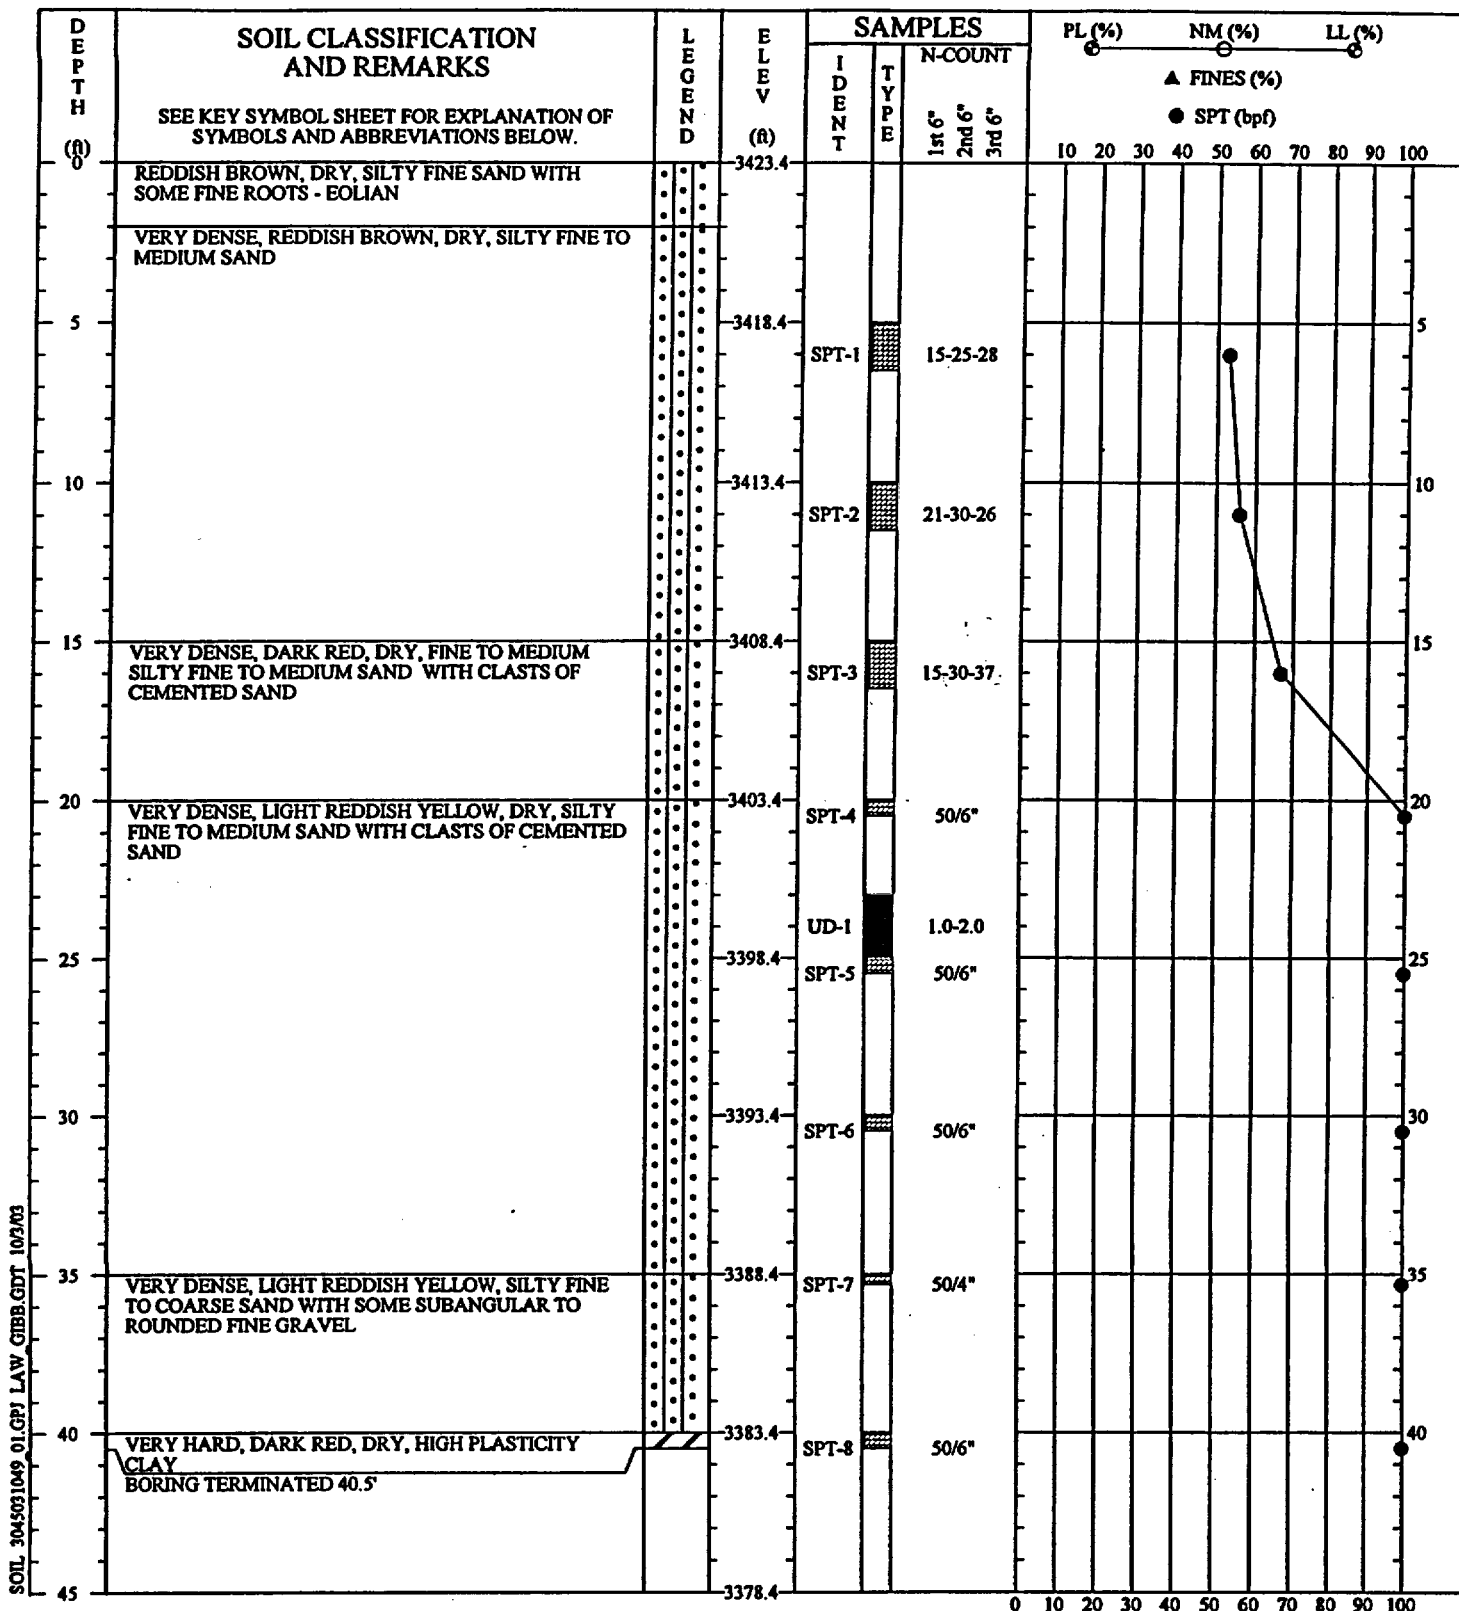 DEPTH (ft)
SOIL CLASSIFICATION
AND REMARKS
SEE KEY SYMBOL SHEET FOR EXPLANATION OF
SYMBOLS AND ABBREVIATIONS BELOW.
LEGEND
ELEV (ft)
SAMPLES
IDENT
TYPE
N-COUNT
1st 6"
2nd 6"
3rd 6"
PL (%) NM (%) LL (%)
▲ FINES (%)
● SPT (bpf)
10 20 30 40 50 60 70 80 90 100
0
REDDISH BROWN, DRY, SILTY FINE SAND WITH
SOME FINE ROOTS - EOLIAN
3423.4
VERY DENSE, REDDISH BROWN, DRY, SILTY FINE TO
MEDIUM SAND
5 3418.4 5
SPT-1 15-25-28
10 3413.4 10
SPT-2 21-30-26
15 3408.4 15
VERY DENSE, DARK RED, DRY, FINE TO MEDIUM
SILTY FINE TO MEDIUM SAND WITH CLASTS OF
CEMENTED SAND
SPT-3 15-30-37
20 3403.4 20
VERY DENSE, LIGHT REDDISH YELLOW, DRY, SILTY
FINE TO MEDIUM SAND WITH CLASTS OF CEMENTED
SAND
SPT-4 50/6"
UD-1 1.0-2.0
25 3398.4 25
SPT-5 50/6"
30 3393.4 30
SPT-6 50/6"
35 3388.4 35
VERY DENSE, LIGHT REDDISH YELLOW, SILTY FINE
TO COARSE SAND WITH SOME SUBANGULAR TO
ROUNDED FINE GRAVEL
SPT-7 50/4"
40 3383.4 40
VERY HARD, DARK RED, DRY, HIGH PLASTICITY
CLAY
SPT-8 50/6"
BORING TERMINATED 40.5'
45 3378.4
0 10 20 30 40 50 60 70 80 90 100
SOIL 3045031049_01.GPJ LAW_GIBB.GDT 10/3/03